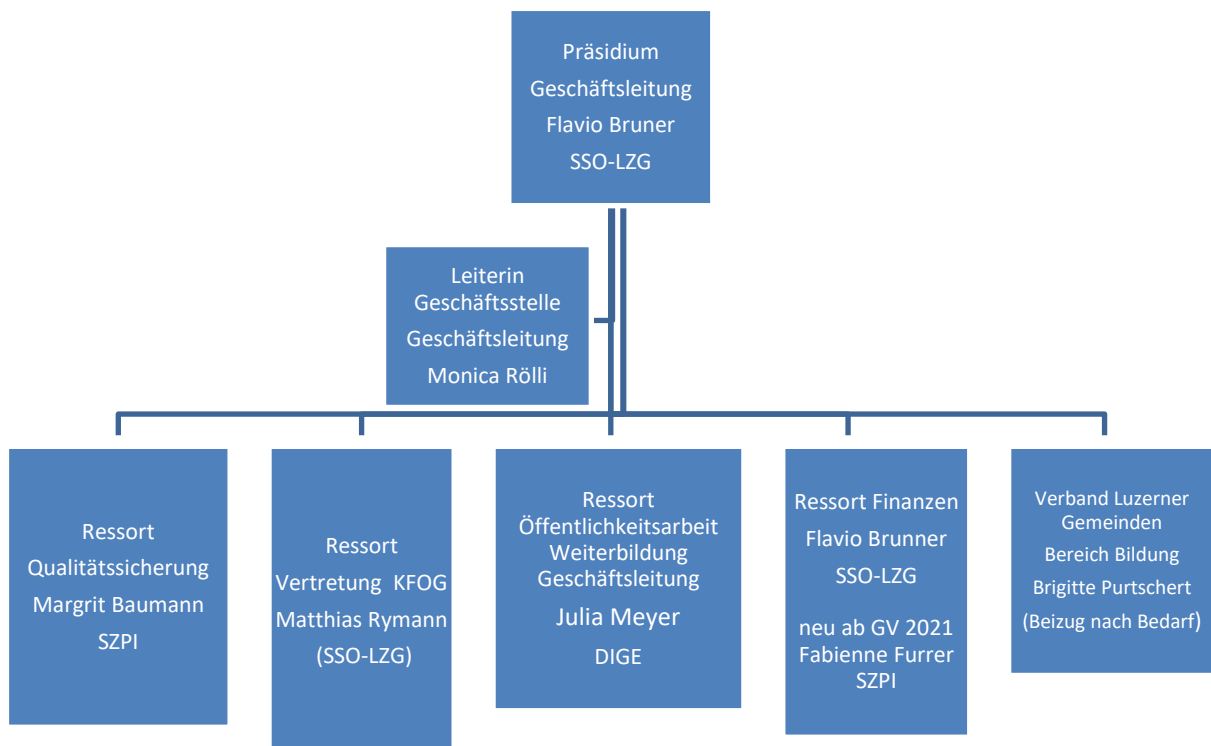 Präsidium
Geschäftsleitung
Flavio Bruner
SSO-LZG
Leiterin
Geschäftsstelle
Geschäftsleitung
Monica Rölli
Ressort
Qualitätssicherung
Margrit Baumann
SZPI
Ressort
Vertretung KFOG
Matthias Rymann
(SSO-LZG)
Ressort
Öffentlichkeitsarbeit
Weiterbildung
Geschäftsleitung
Julia Meyer
DIGE
Ressort Finanzen
Flavio Brunner
SSO-LZG
neu ab GV 2021
Fabienne Furrer
SZPI
Verband Luzerner
Gemeinden
Bereich Bildung
Brigitte Purtschert
(Beizug nach Bedarf)